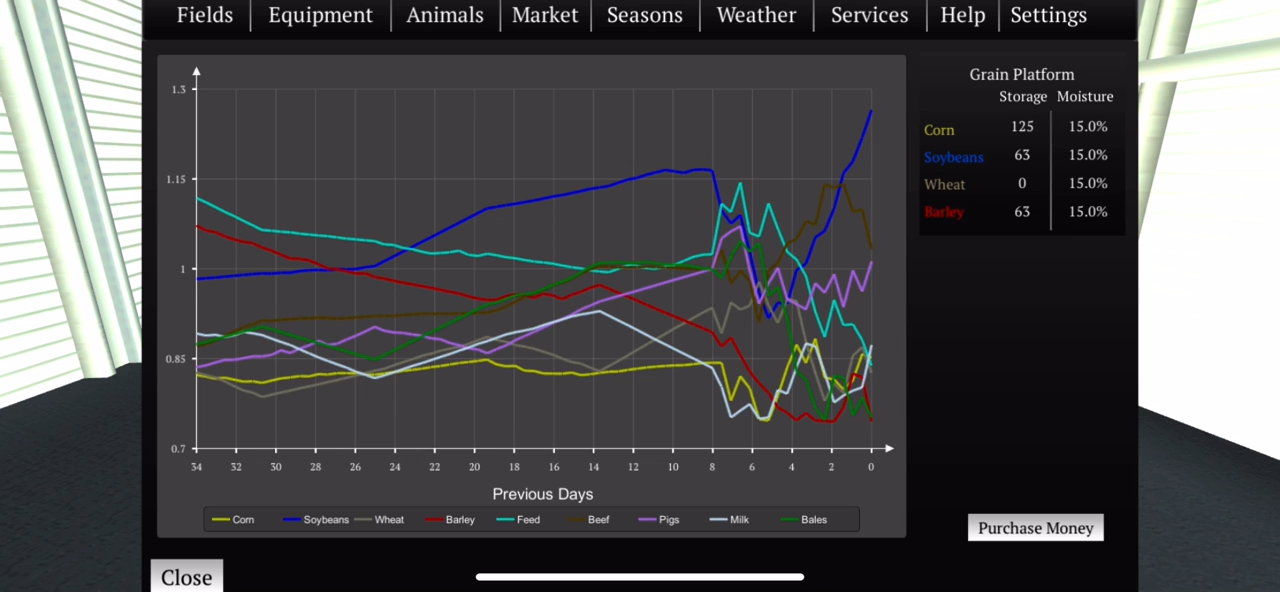 Fields Equipment Animals Market Seasons Weather Services Help Settings
Grain Platform
Storage Moisture
Corn 125 15.0%
Soybeans 63 15.0%
Wheat 0 15.0%
Barley 63 15.0%
1.3
1.15
1
0.85
0.7
34 32 30 28 26 24 22 20 18 16 14 12 10 8 6 4 2 0
Previous Days
Corn Soybeans Wheat Barley Feed Beef Pigs Milk Bales
Purchase Money
Close